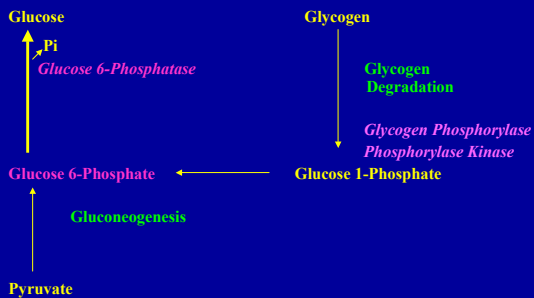 Glucose
Glycogen
Pi
Glucose 6-Phosphatase
Glycogen
Degradation
Glycogen Phosphorylase
Phosphorylase Kinase
Glucose 6-Phosphate
Glucose 1-Phosphate
Gluconeogenesis
Pyruvate